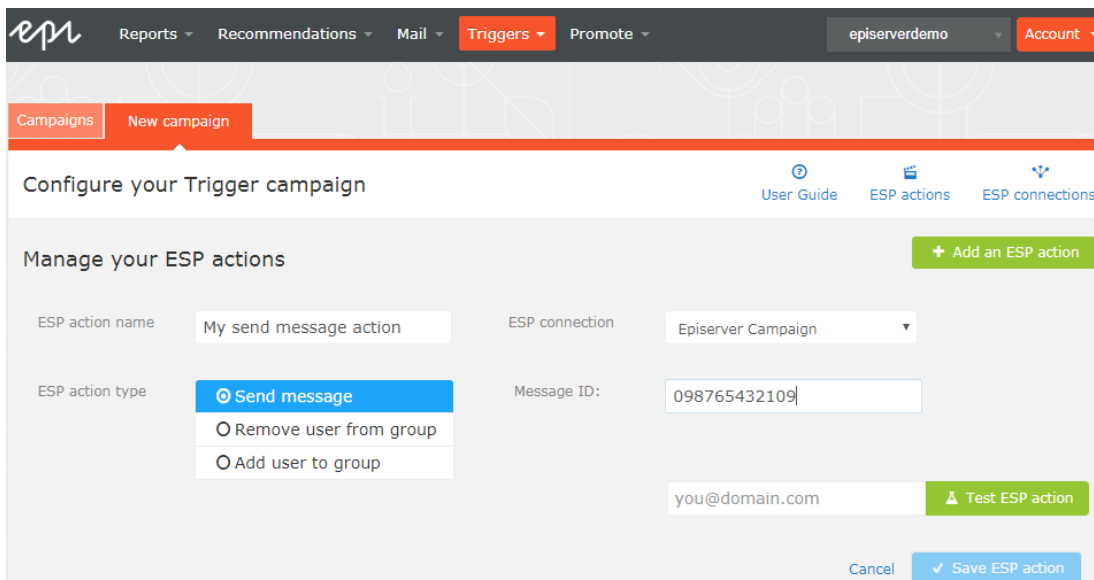 epi Reports Recommendations Mail Triggers Promote episerverdemo Account
Campaigns New campaign
Configure your Trigger campaign
User Guide ESP actions ESP connections
Manage your ESP actions
+ Add an ESP action
ESP action name My send message action ESP connection Episerver Campaign
ESP action type Send message Message ID: 098765432109
Remove user from group
Add user to group
you@domain.com Test ESP action
Cancel Save ESP action